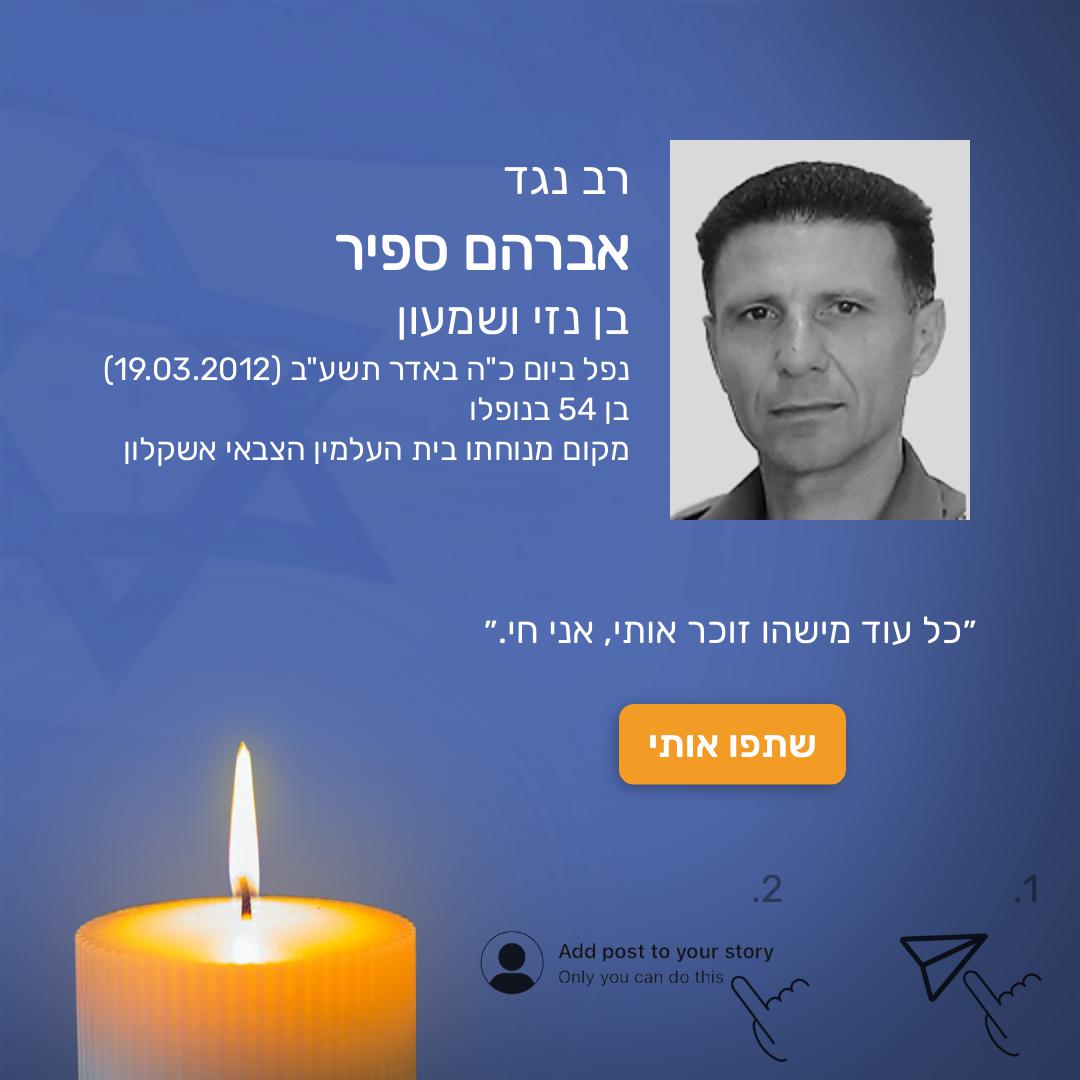 רב נגד
אברהם ספיר
בן נזי ושמעון
נפל ביום כ"ה באדר תשע"ב (19.03.2012)
בן 54 בנופלו
מקום מנוחתו בית העלמין הצבאי אשקלון
״כל עוד מישהו זוכר אותי, אני חי.״
שתפו אותי
1.
2.
Add post to your story
Only you can do this